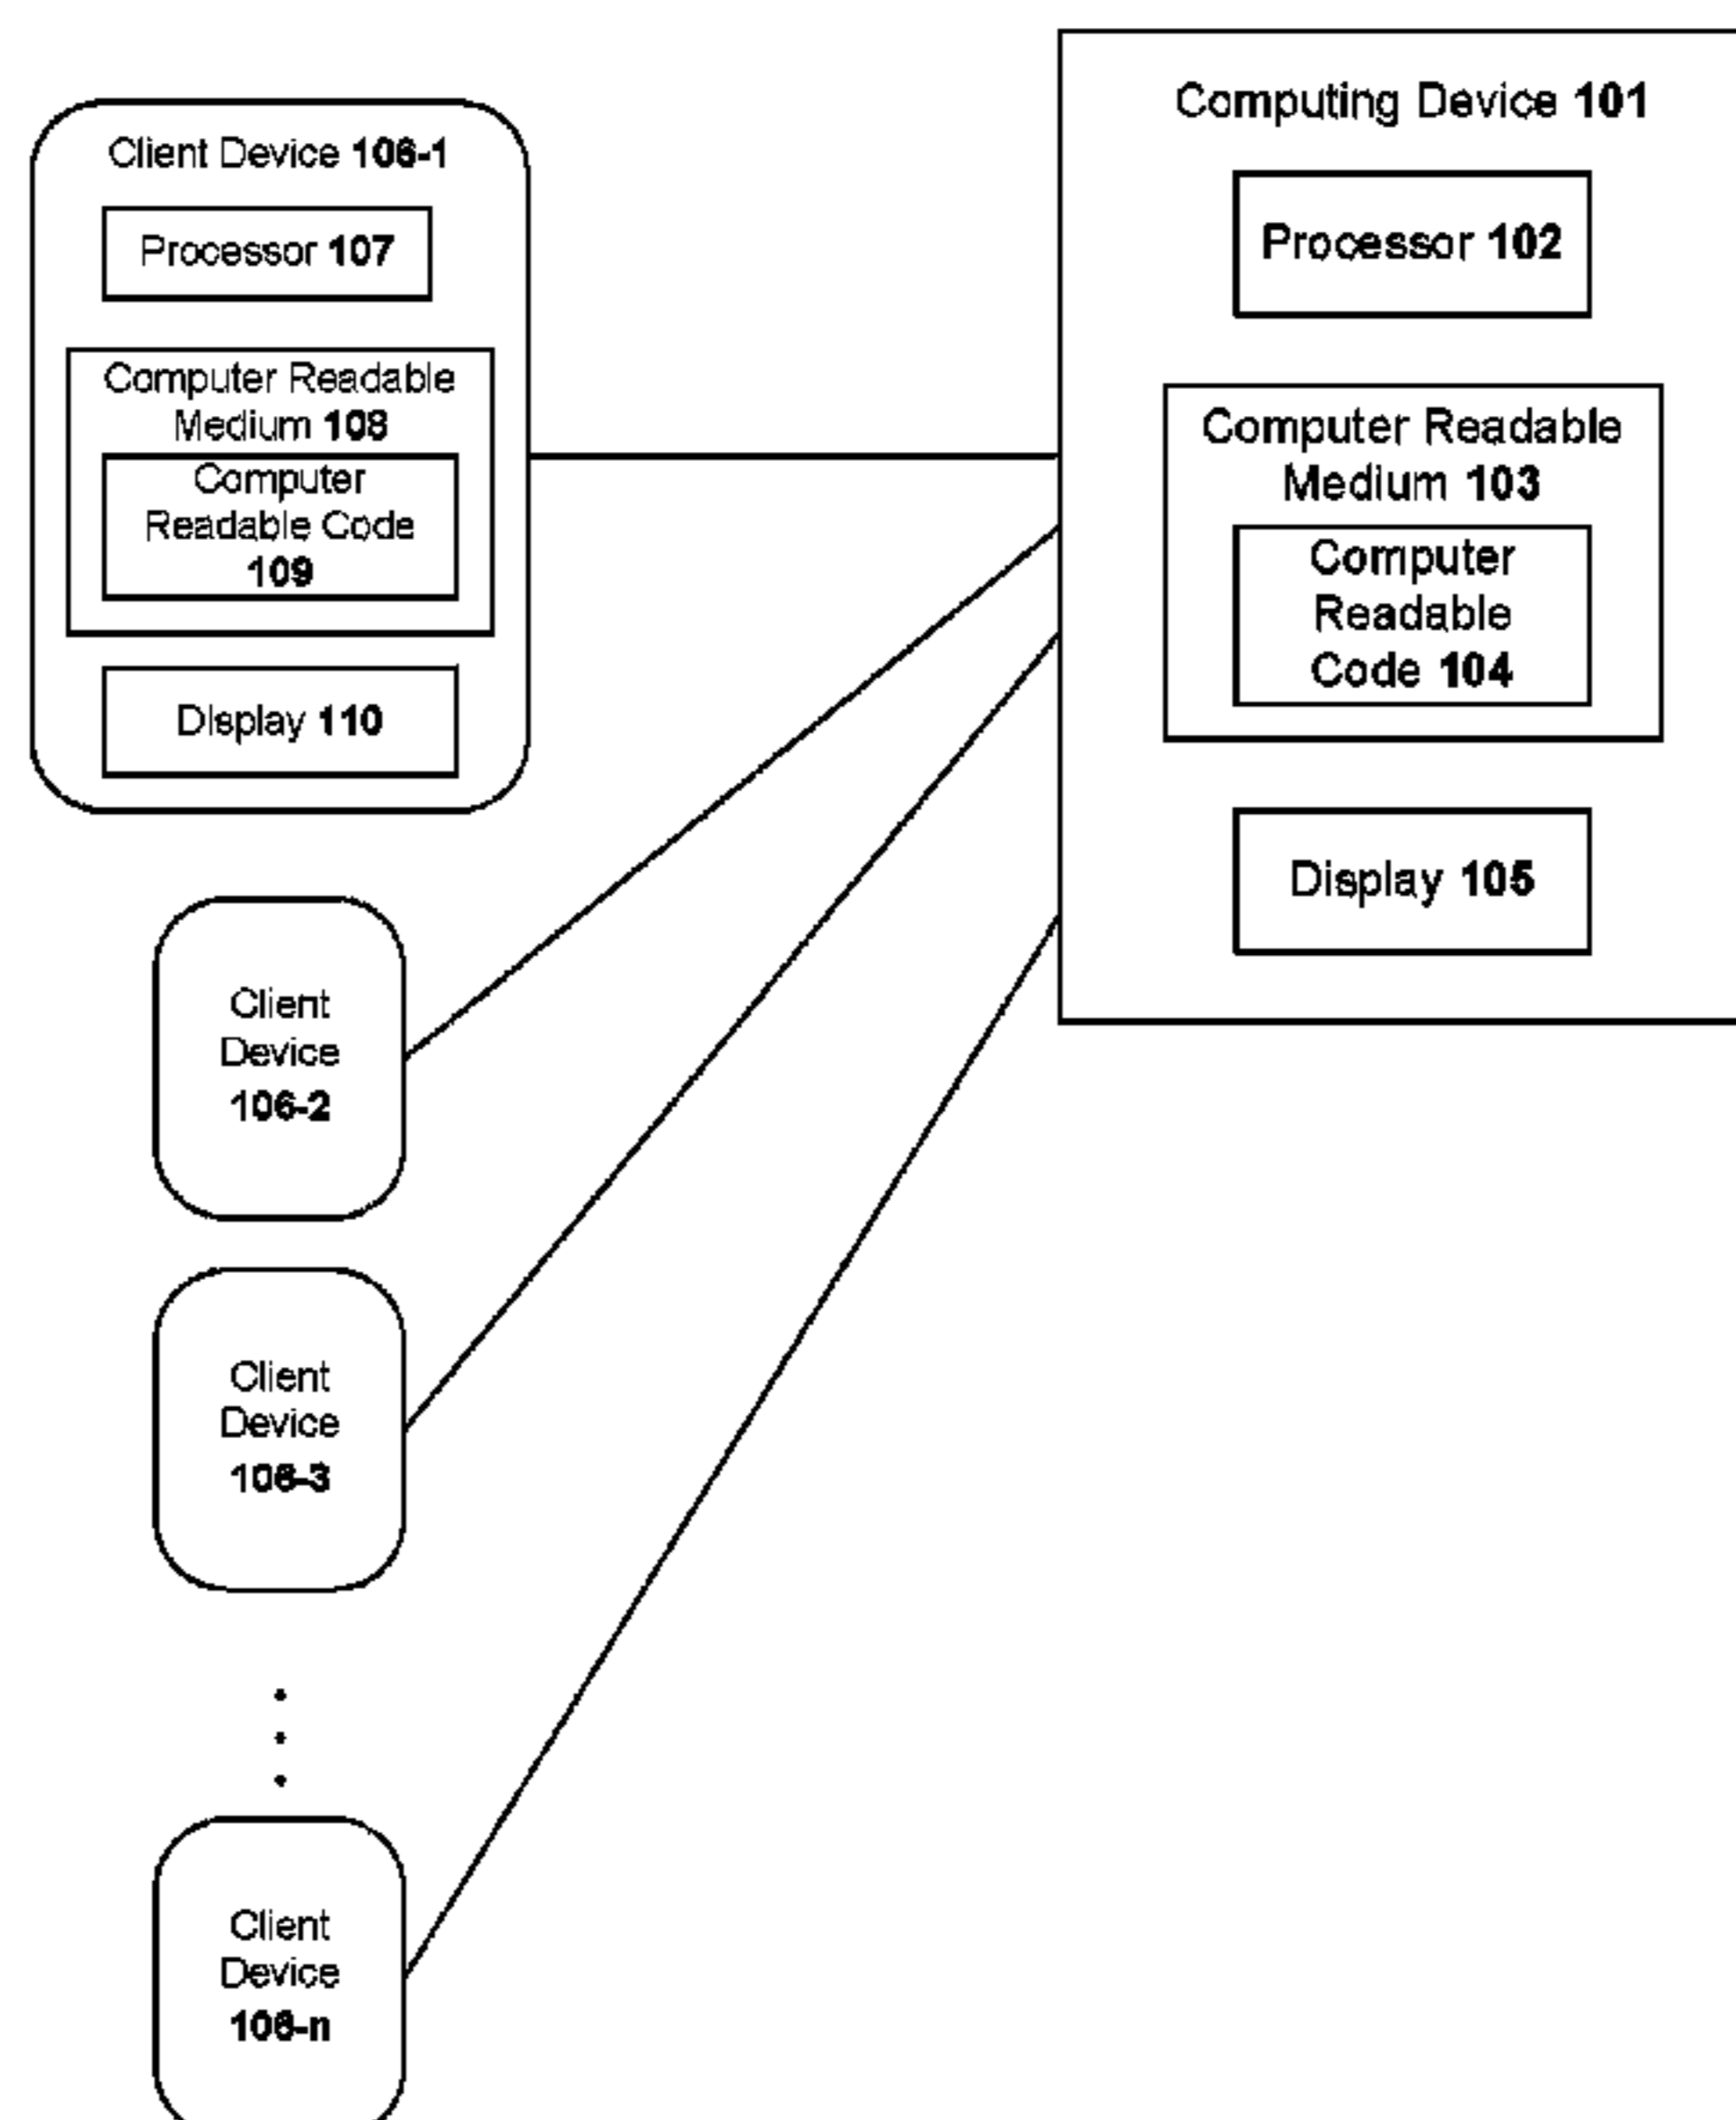 Client Device 106-1
Processor 107
Computer Readable
Medium 108
Computer
Readable Code
109
Display 110
Client
Device
106-2
Client
Device
106-3
Client
Device
106-n
Computing Device 101
Processor 102
Computer Readable
Medium 103
Computer
Readable
Code 104
Display 105